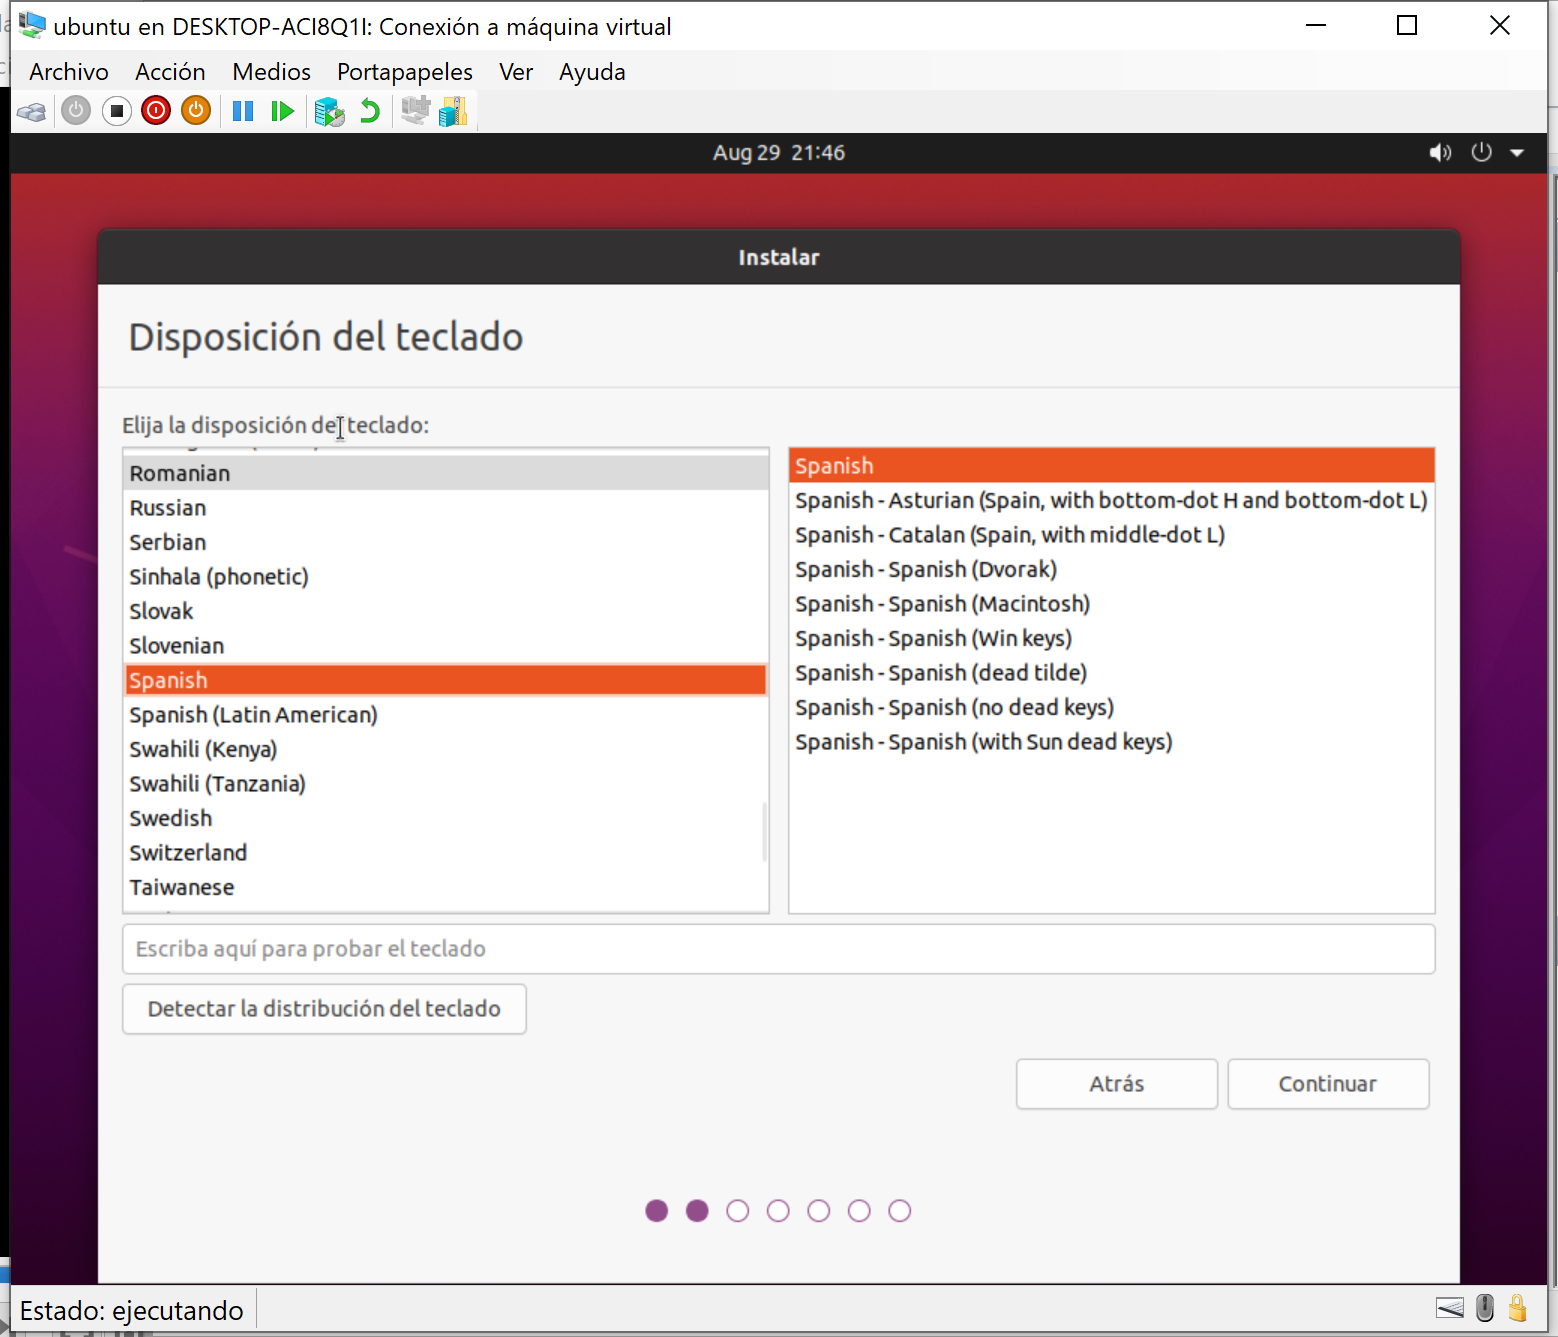 ubuntu en DESKTOP-ACI8Q1I: Conexión a máquina virtual
Archivo Acción Medios Portapapeles Ver Ayuda
Aug 29 21:46
Instalar
Disposición del teclado
Elija la disposición del teclado:
Romanian
Russian
Serbian
Sinhala (phonetic)
Slovak
Slovenian
Spanish
Spanish (Latin American)
Swahili (Kenya)
Swahili (Tanzania)
Swedish
Switzerland
Taiwanese
Spanish
Spanish - Asturian (Spain, with bottom-dot H and bottom-dot L)
Spanish - Catalan (Spain, with middle-dot L)
Spanish - Spanish (Dvorak)
Spanish - Spanish (Macintosh)
Spanish - Spanish (Win keys)
Spanish - Spanish (dead tilde)
Spanish - Spanish (no dead keys)
Spanish - Spanish (with Sun dead keys)
Escriba aquí para probar el teclado
Detectar la distribución del teclado
Atrás Continuar
Estado: ejecutando